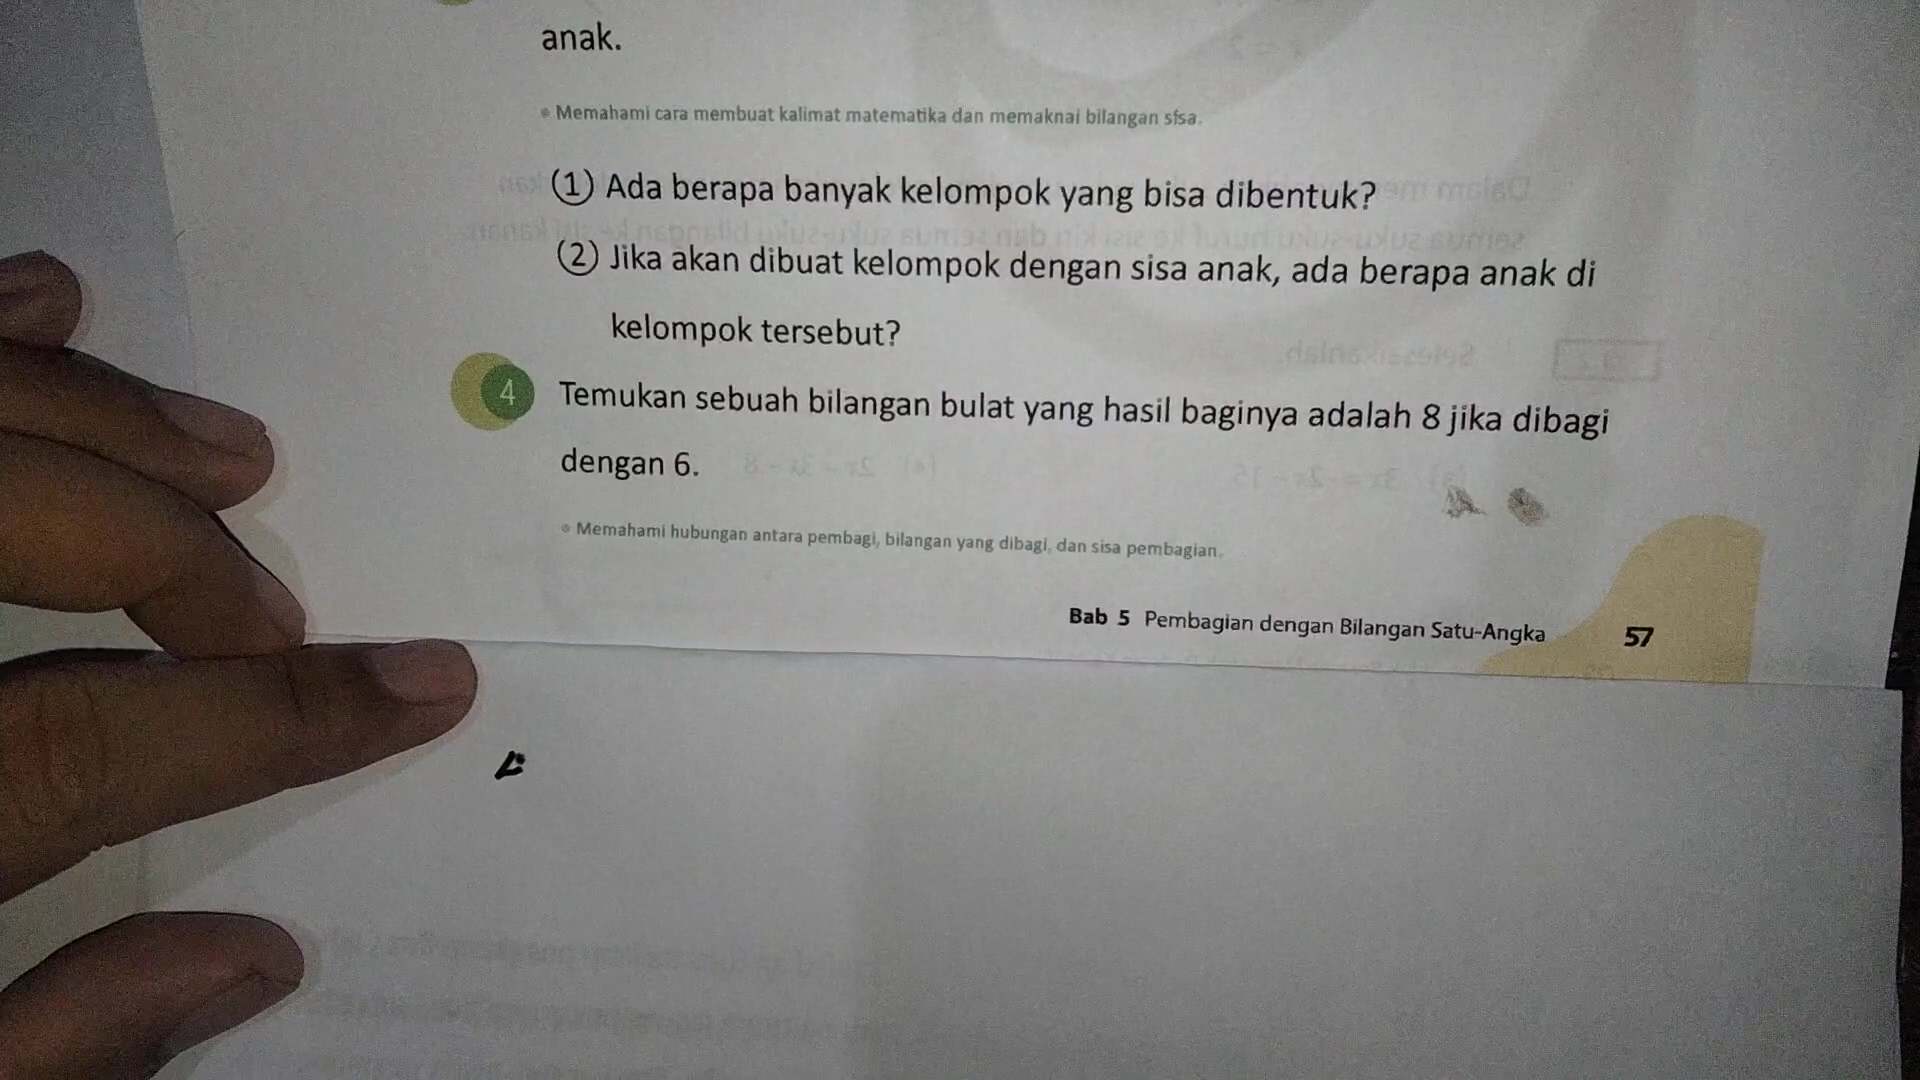 anak.
• Memahami cara membuat kalimat matematika dan memaknai bilangan sisa.
(1) Ada berapa banyak kelompok yang bisa dibentuk?
(2) Jika akan dibuat kelompok dengan sisa anak, ada berapa anak di
kelompok tersebut?
4 Temukan sebuah bilangan bulat yang hasil baginya adalah 8 jika dibagi
dengan 6.
• Memahami hubungan antara pembagi, bilangan yang dibagi, dan sisa pembagian.
Bab 5 Pembagian dengan Bilangan Satu-Angka 57